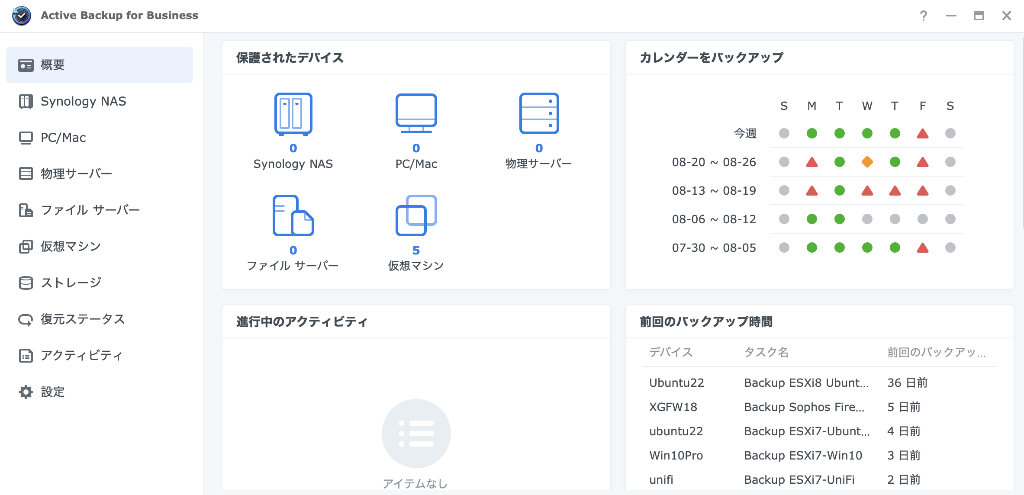 Active Backup for Business
?
概要
Synology NAS
PC/Mac
物理サーバー
ファイル サーバー
仮想マシン
ストレージ
復元ステータス
アクティビティ
設定
保護されたデバイス
0
Synology NAS
0
PC/Mac
0
物理サーバー
0
ファイル サーバー
5
仮想マシン
カレンダーをバックアップ
S M T W T F S
今週
08-20 ~ 08-26
08-13 ~ 08-19
08-06 ~ 08-12
07-30 ~ 08-05
進行中のアクティビティ
アイテムなし
前回のバックアップ時間
デバイス タスク名 前回のバックアッ...
Ubuntu22 Backup ESXi8 Ubunt... 36 日前
XGFW18 Backup Sophos Fire... 5 日前
ubuntu22 Backup ESXi7-Ubunt... 4 日前
Win10Pro Backup ESXi7-Win10 3 日前
unifi Backup ESXi7-UniFi 2 日前